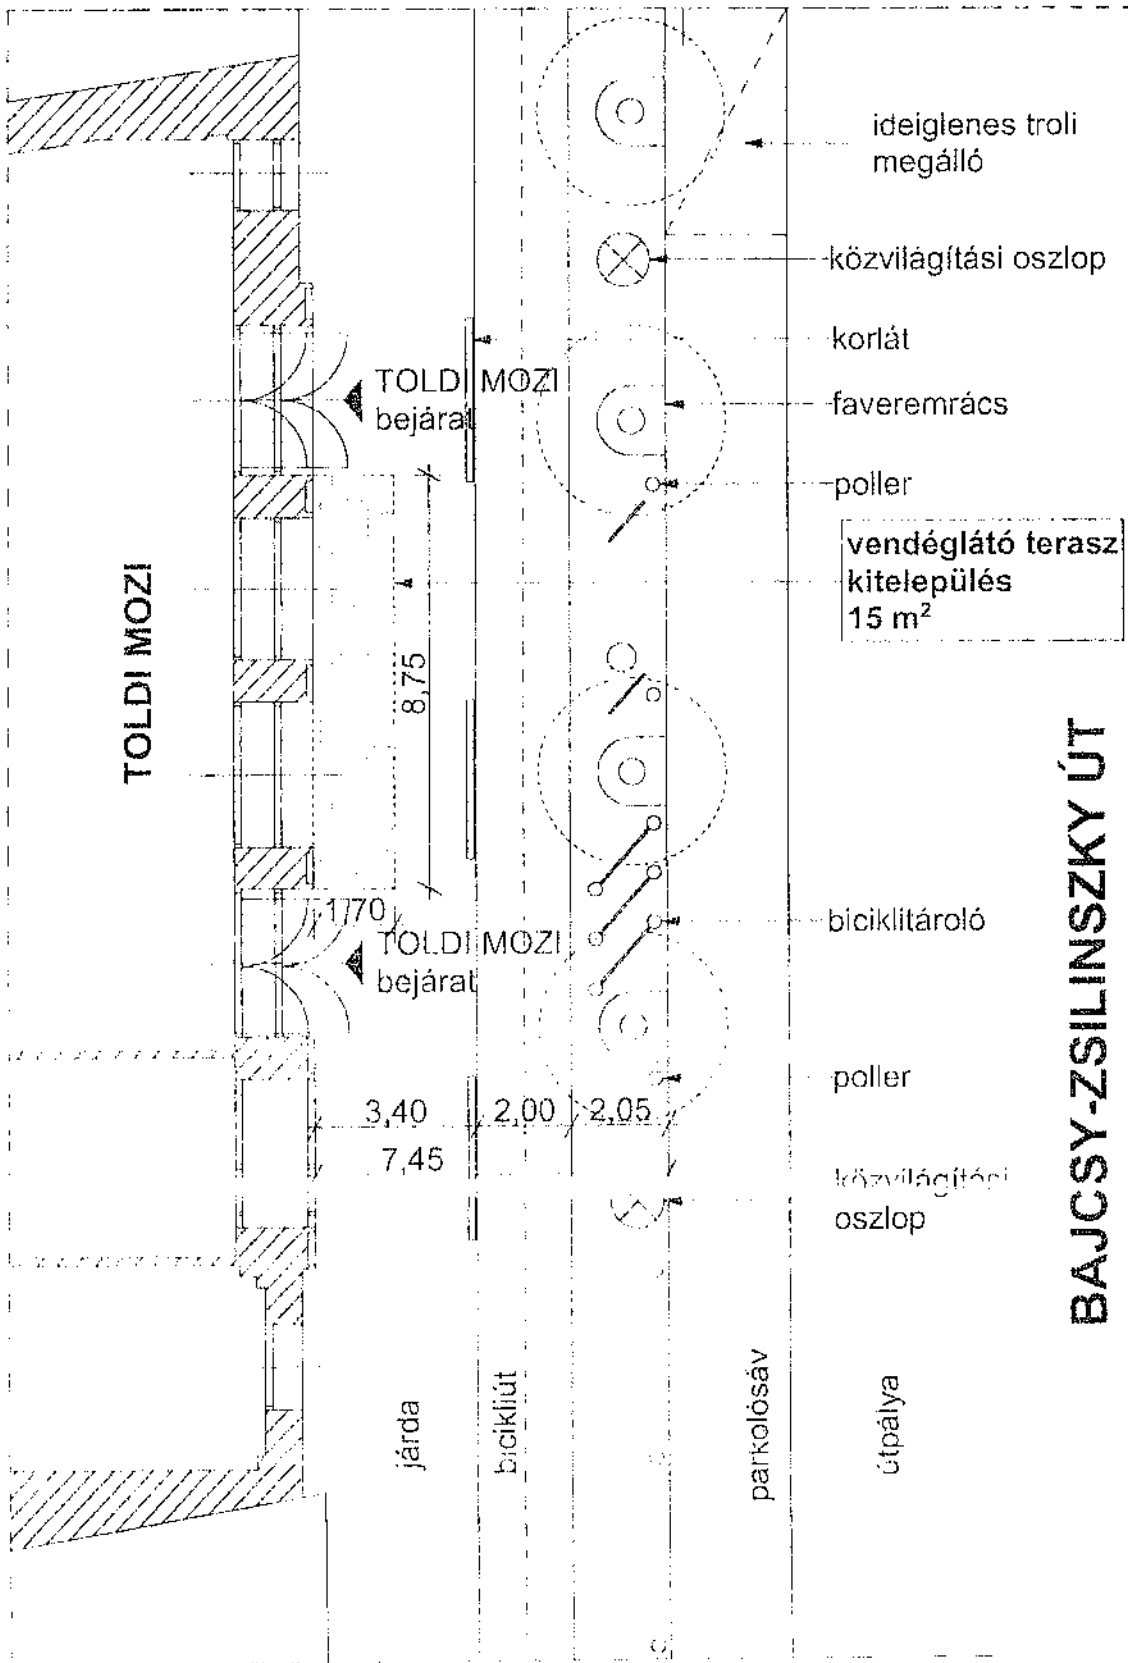 ideiglenes troli
megálló
közvilágítási oszlop
korlát
TOLDI MOZI
bejárat
faveremrács
poller
vendéglátó terasz
kitelepülés
15 m²
TOLDI MOZI
8,75
BAJCSY-ZSILINSZKY ÚT
1,70
TOLDI MOZI
bejárat
biciklitároló
poller
3,40
2,00
2,05
7,45
közvilágítási
oszlop
járda
bicikliút
parkolósáv
útpálya